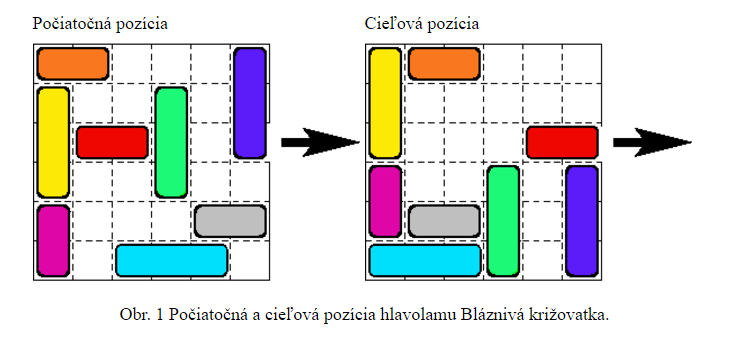 Počiatočná pozícia
Cieľová pozícia
Obr. 1 Počiatočná a cieľová pozícia hlavolamu Bláznivá križovatka.